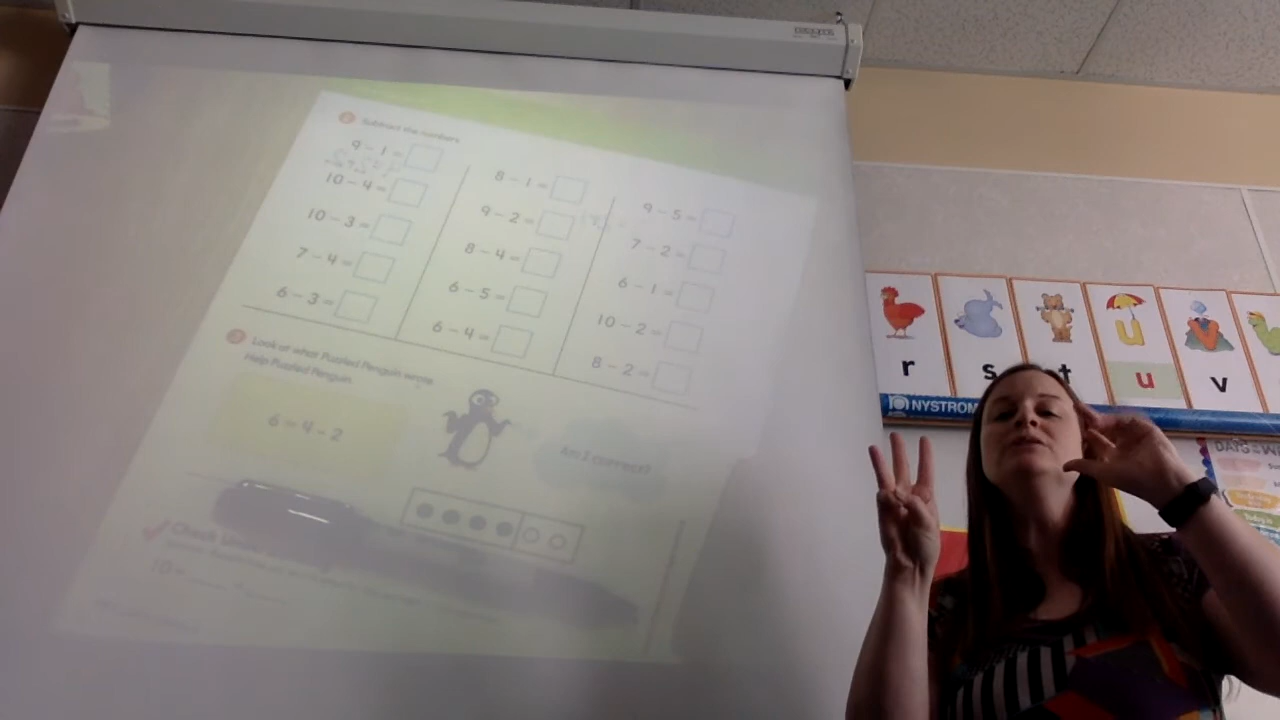 Subtract the numbers.
9 - 1 =
10 - 4 =
10 - 3 =
7 - 4 =
6 - 3 =
8 - 1 =
9 - 2 =
8 - 4 =
6 - 5 =
6 - 4 =
9 - 5 =
7 - 2 =
6 - 1 =
10 - 2 =
8 - 2 =
Look at what Puzzled Penguin wrote.
Help Puzzled Penguin.
6 = 4 - 2
Am I correct?
10 =
r s t u v
NYSTROM
DAYS